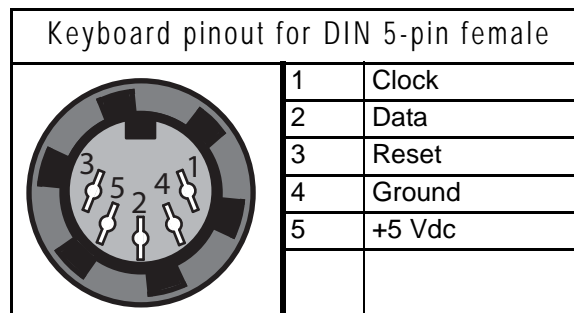 Keyboard pinout for DIN 5-pin female
1 Clock
2 Data
3 Reset
4 Ground
5 +5 Vdc
3 5 2 4 1